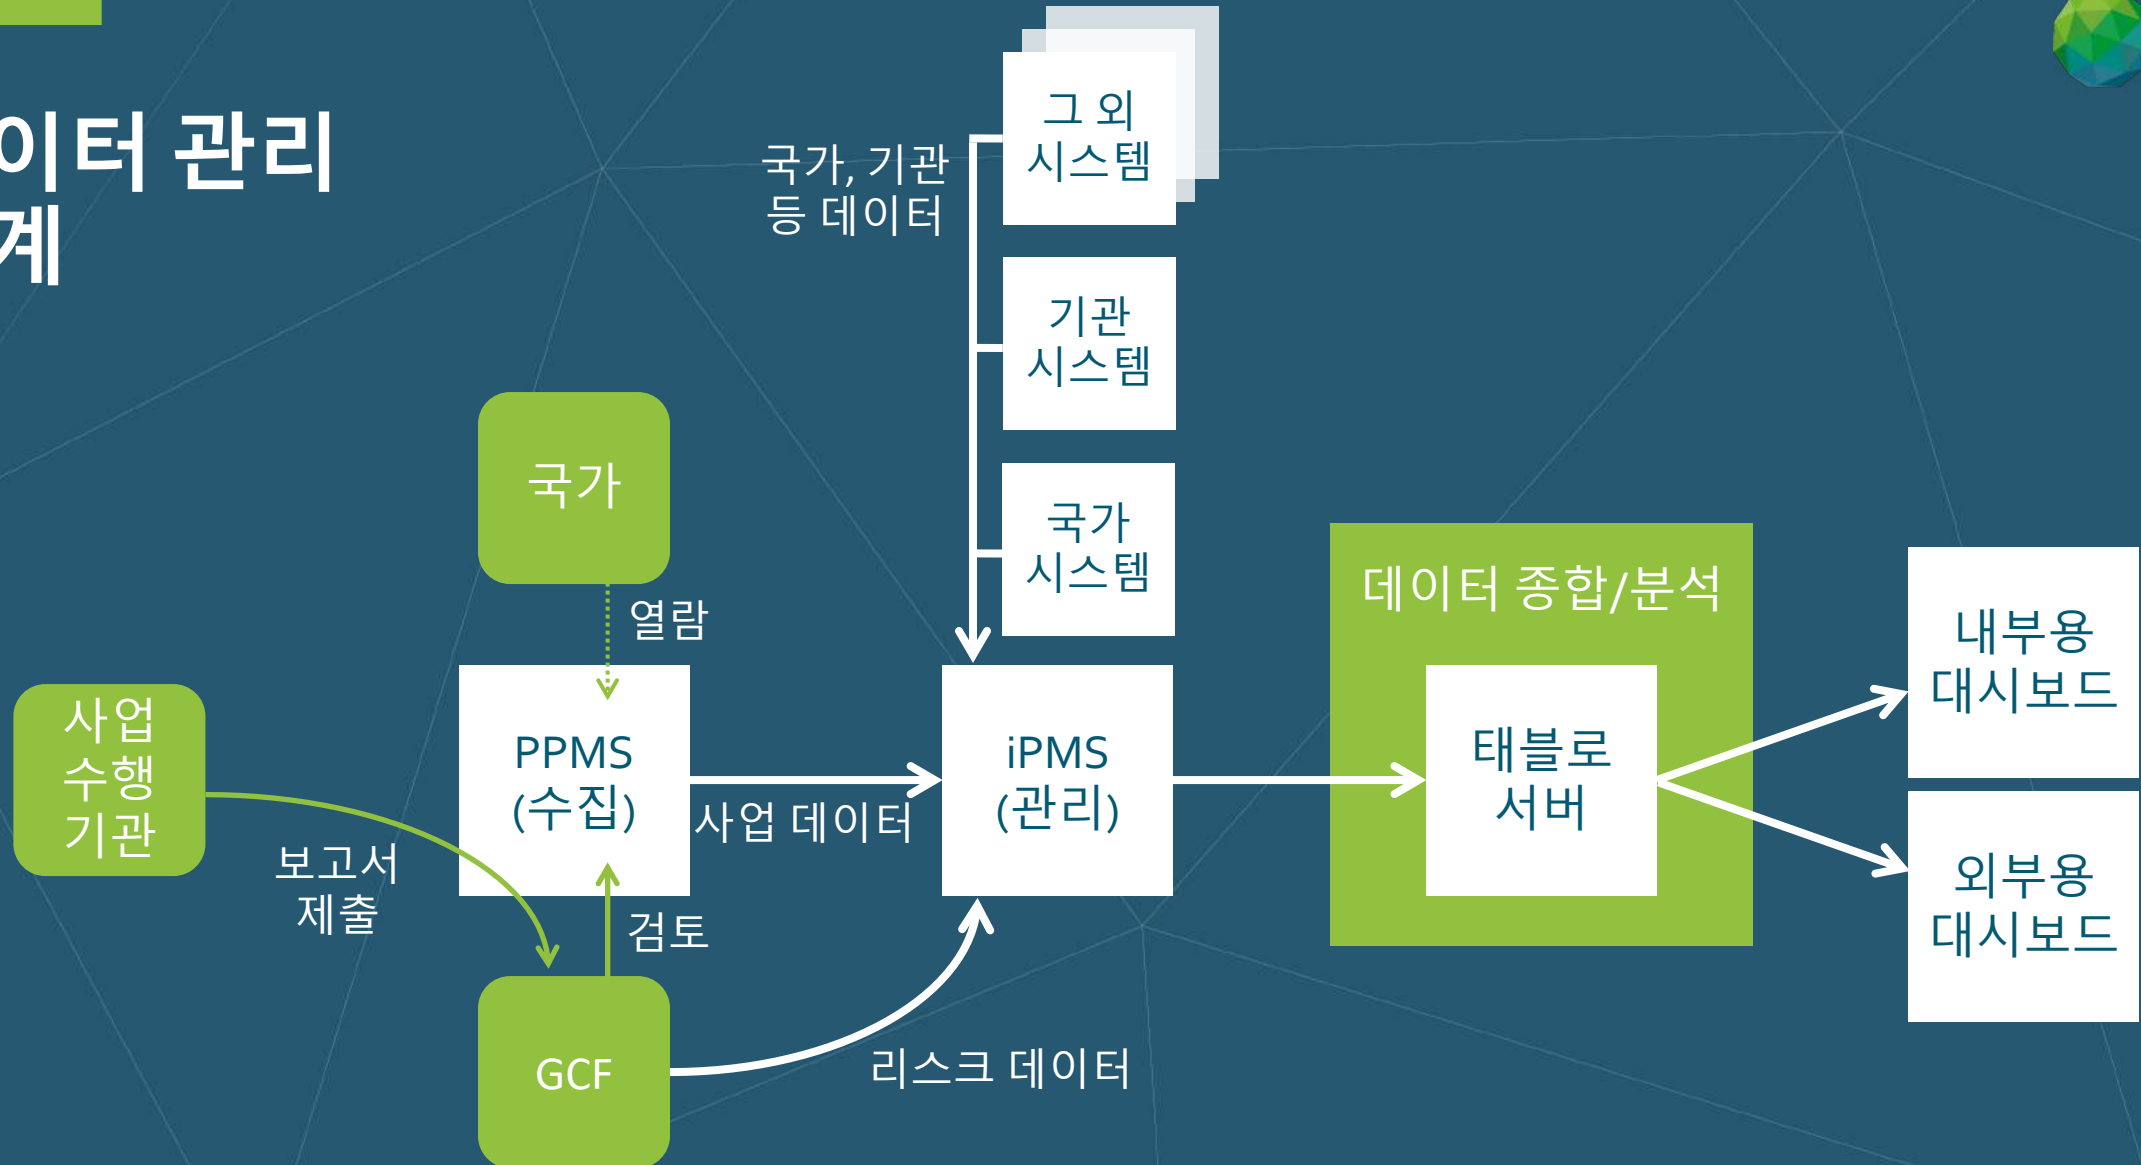 이터 관리
계
국가, 기관
등 데이터
그 외
시스템
기관
시스템
국가
시스템
국가
열람
사업
수행
기관
보고서
제출
PPMS
(수집)
사업 데이터
검토
GCF
iPMS
(관리)
리스크 데이터
데이터 종합/분석
태블로
서버
내부용
대시보드
외부용
대시보드